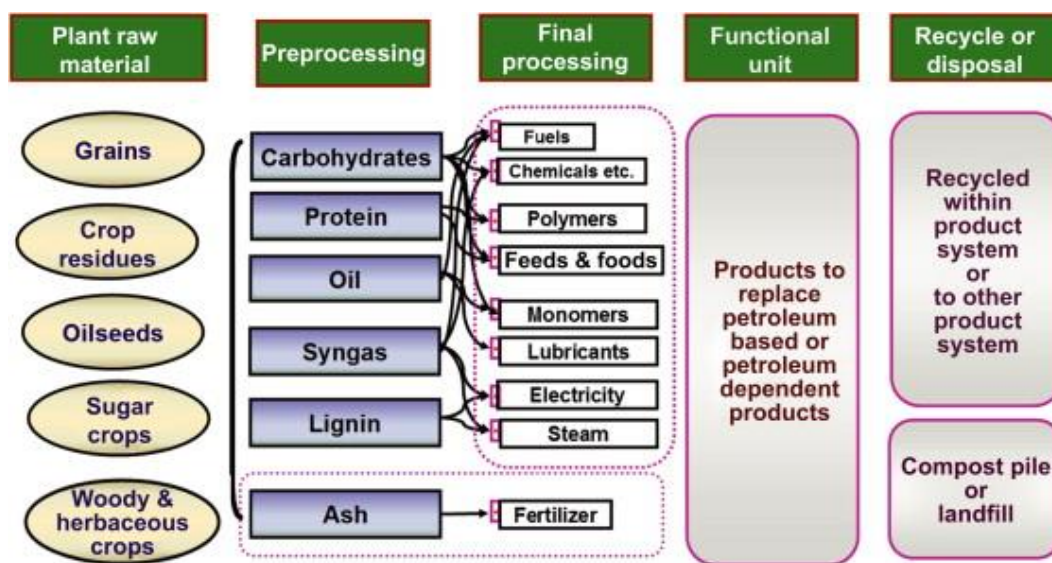 Plant raw
material
Preprocessing
Final
processing
Functional
unit
Recycle or
disposal
Grains
Crop
residues
Oilseeds
Sugar
crops
Woody &
herbaceous
crops
Carbohydrates
Protein
Oil
Syngas
Lignin
Ash
Fuels
Chemicals etc.
Polymers
Feeds & foods
Monomers
Lubricants
Electricity
Steam
Fertilizer
Products to
replace
petroleum
based or
petroleum
dependent
products
Recycled
within
product
system
or
to other
product
system
Compost pile
or
landfill